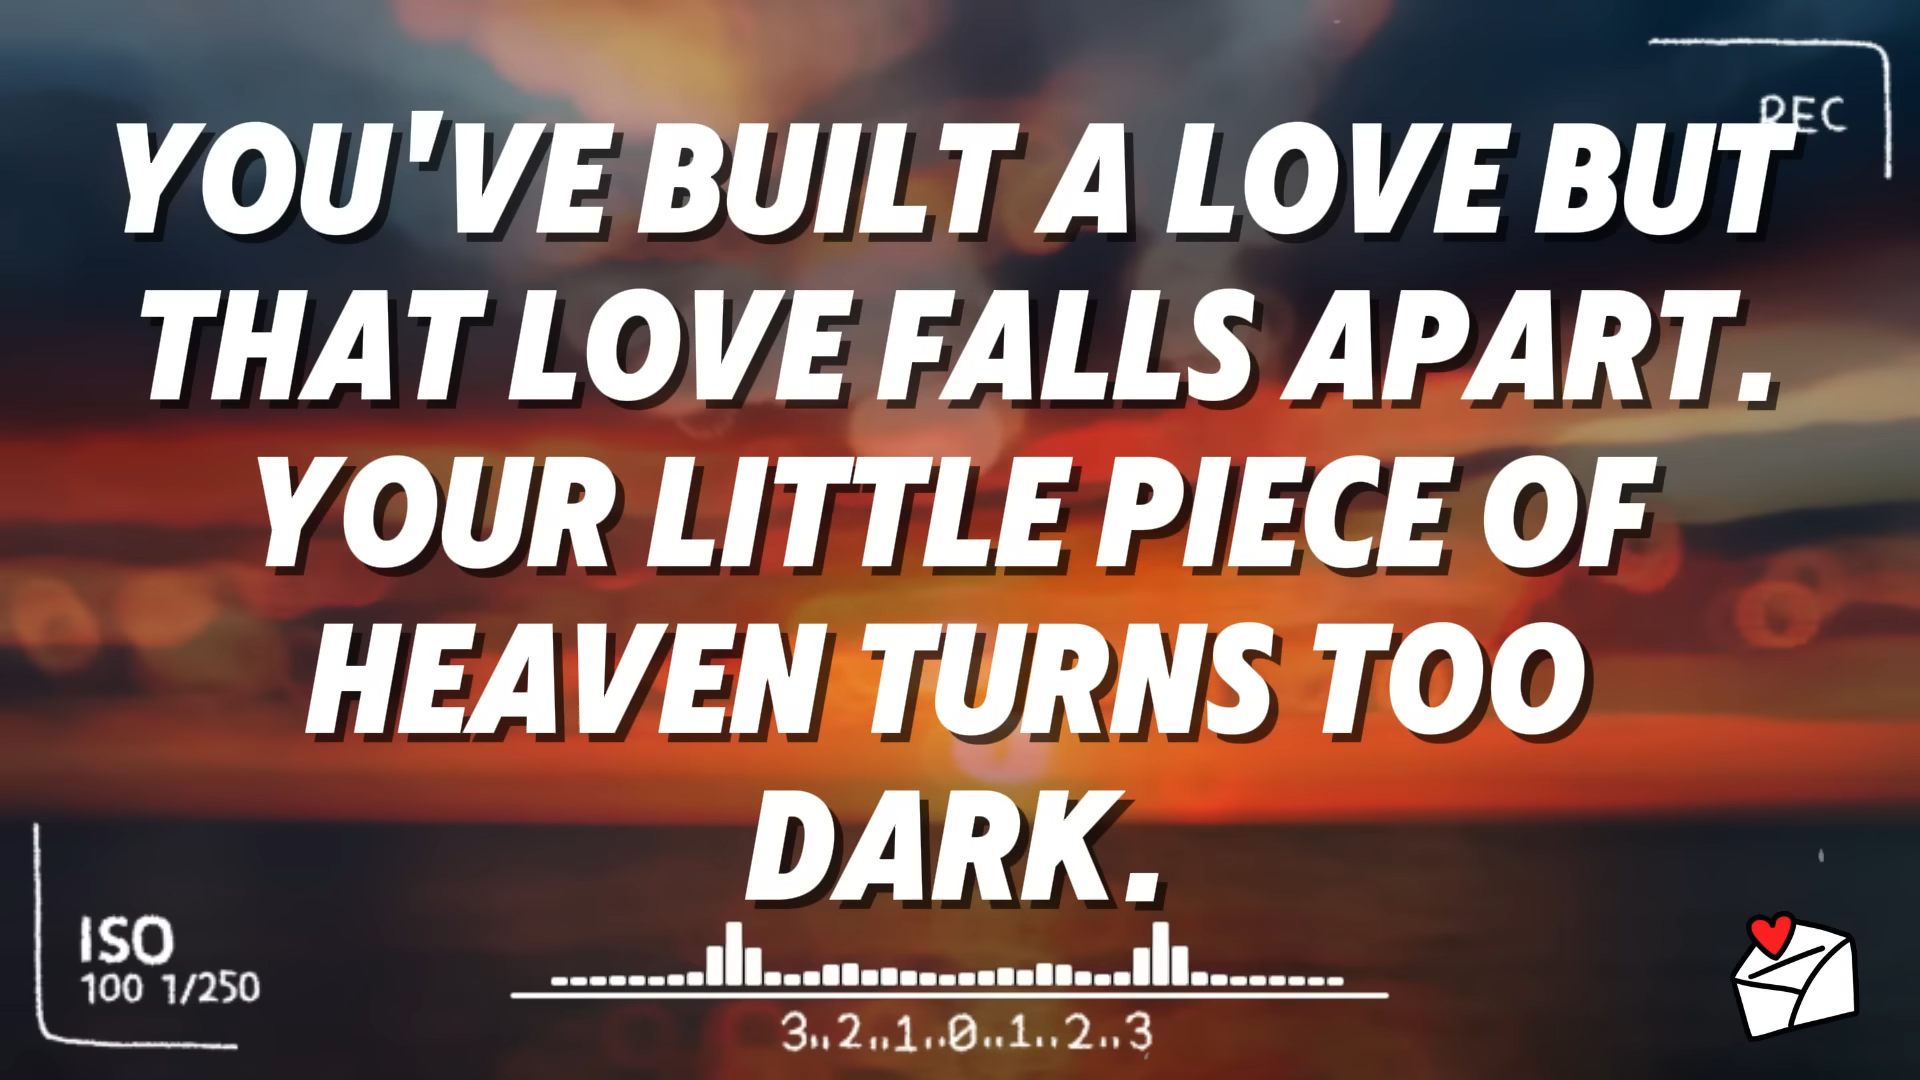 REC
YOU'VE BUILT A LOVE BUT
THAT LOVE FALLS APART.
YOUR LITTLE PIECE OF
HEAVEN TURNS TOO
DARK.
ISO
100 1/250
3..2..1..0..1..2..3